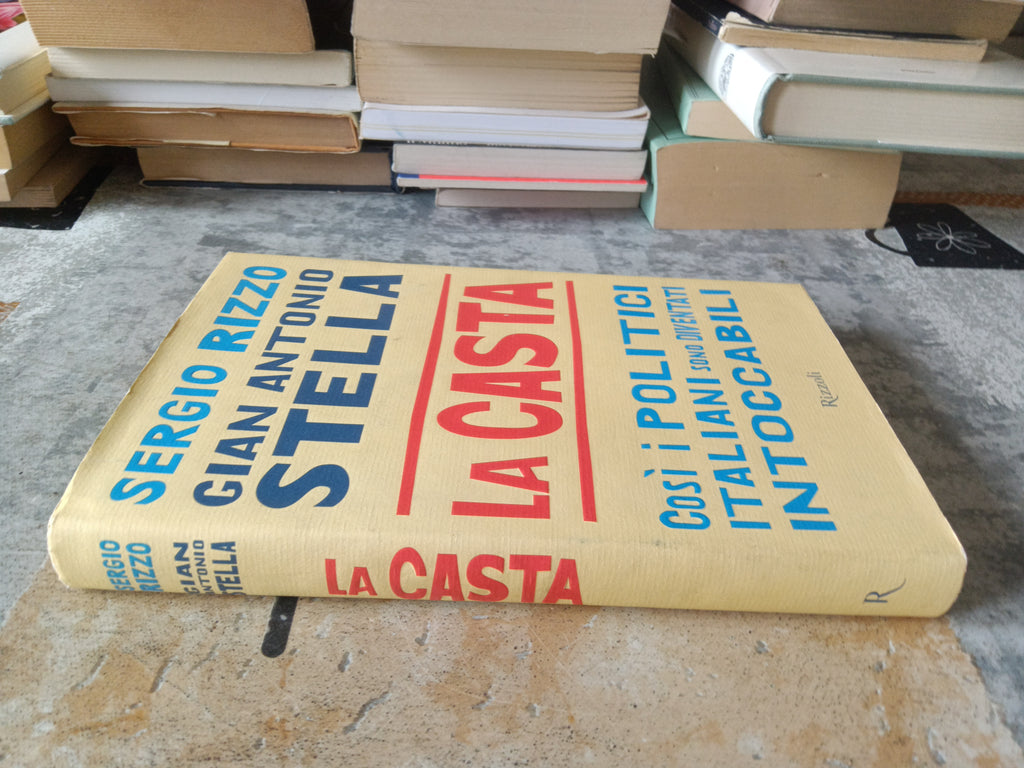 SERGIO RIZZO
GIAN ANTONIO
STELLA
LA CASTA
COSÌ i POLITICI
ITALIANI SONO DIVENTATI
INTOCCABILI
Rizzoli
SERGIO
RIZZO
GIAN
ANTONIO
STELLA
LA CASTA
R